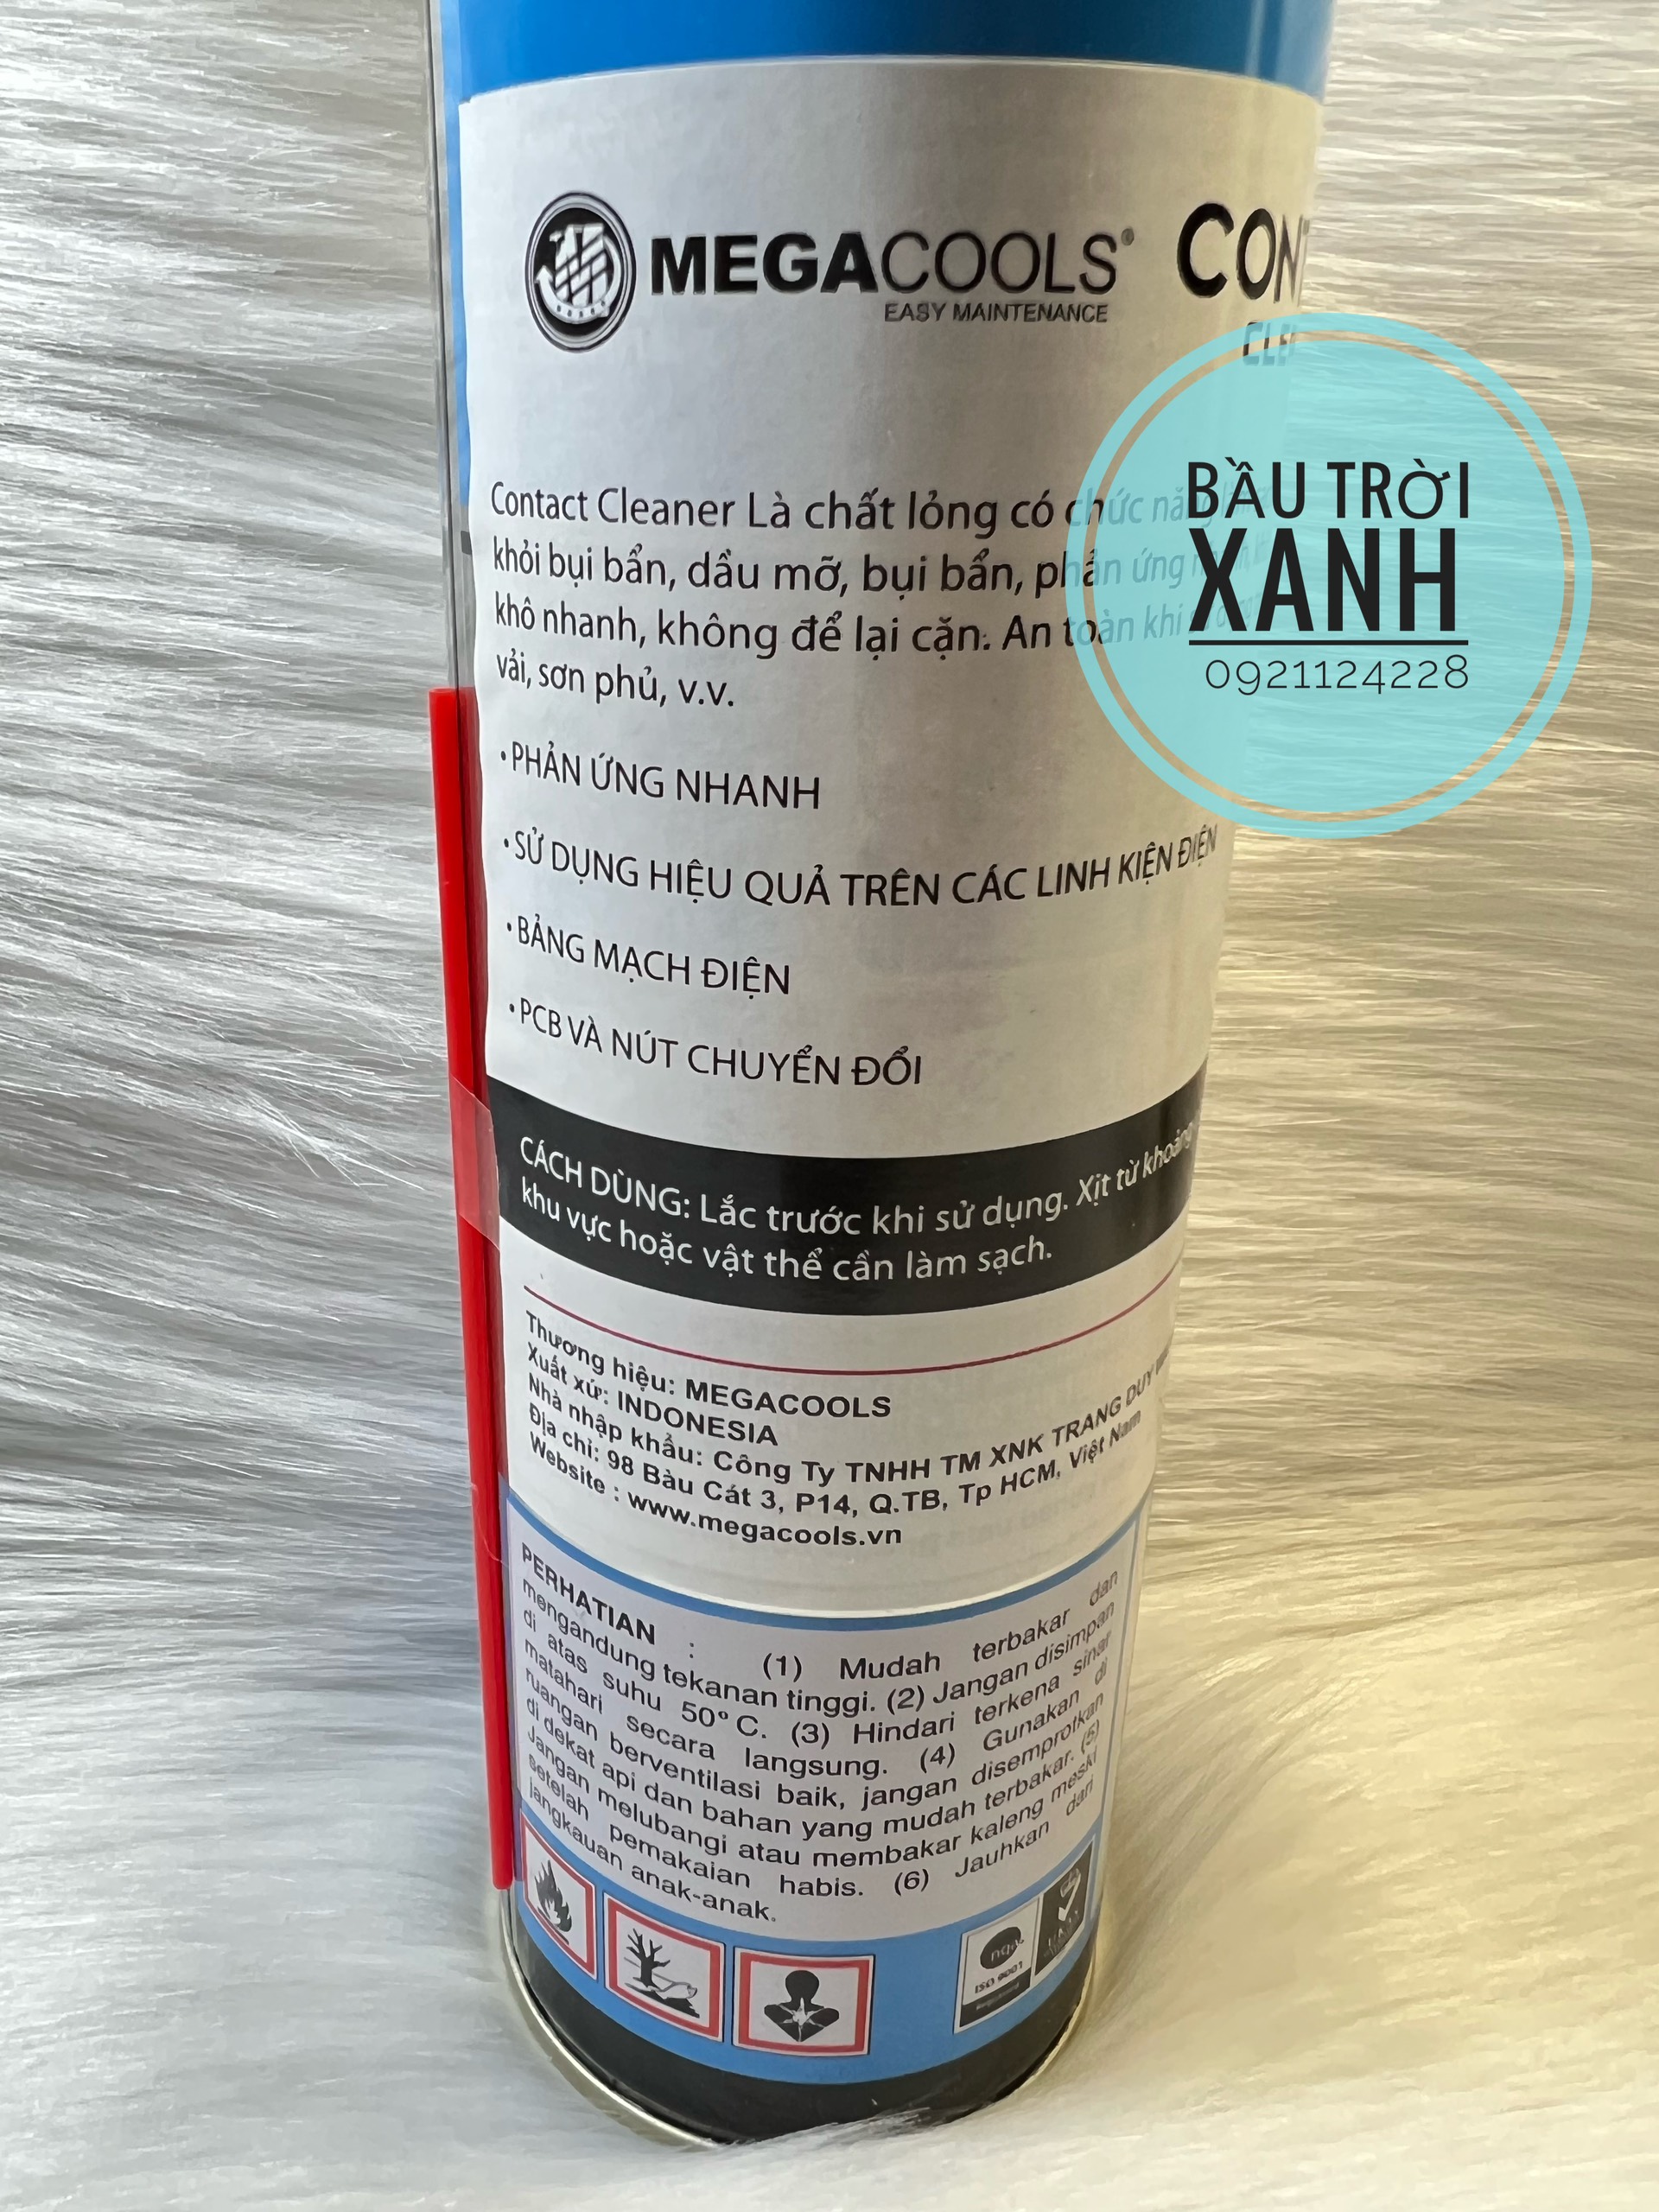 MEGACOOLS®
EASY MAINTENANCE
BẦU TRỜI
XANH
0921124228
Contact Cleaner Là chất lỏng có chức
khỏi bụi bẩn, dầu mỡ, bụi bẩn, phản ứng
khô nhanh, không để lại cặn. An toàn khi
vải, sơn phủ, v.v.
•PHẢN ỨNG NHANH
•SỬ DỤNG HIỆU QUẢ TRÊN CÁC LINH KIỆN ĐIỆN
•BẢNG MẠCH ĐIỆN
•PCB VÀ NÚT CHUYỂN ĐỔI
CÁCH DÙNG: Lắc trước khi sử dụng. Xịt từ khoảng
khu vực hoặc vật thể cần làm sạch.
Thương hiệu: MEGACOOLS
Xuất xứ: INDONESIA
Nhà nhập khẩu: Công Ty TNHH TM XNK TRANG DUY
Địa chỉ: 98 Bàu Cát 3, P14, Q.TB, Tp HCM, Việt Nam
Website : www.megacools.vn
PERHATIAN : (1) Mudah terbakar dan
mengandung tekanan tinggi. (2) Jangan disimpan
di atas suhu 50° C. (3) Hindari terkena sinar
matahari secara langsung. (4) Gunakan di
ruangan berventilasi baik, jangan disemprotkan
di dekat api dan bahan yang mudah terbakar. (5)
Jangan melubangi atau membakar kaleng meski
setelah pemakaian habis. (6) Jauhkan dari
jangkauan anak-anak.
nqa.
ISO 9001